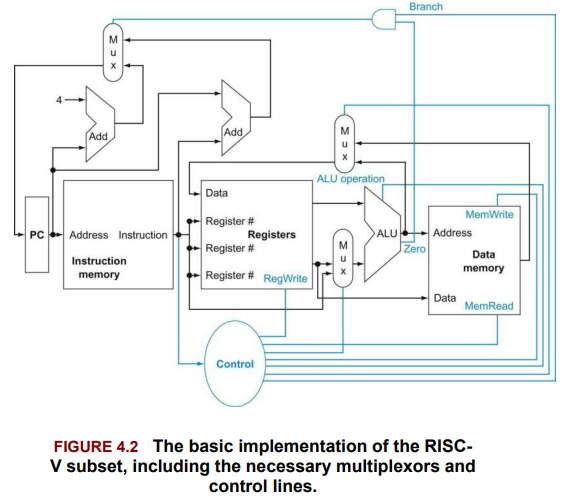 Branch
M
u
x
4
Add
Add
M
u
x
ALU operation
Data
Register #
Registers
Register #
Register #
RegWrite
PC
Address
Instruction
Instruction
memory
M
u
x
ALU
Zero
MemWrite
Address
Data
memory
Data
MemRead
Control
FIGURE 4.2 The basic implementation of the RISC-
V subset, including the necessary multiplexors and
control lines.